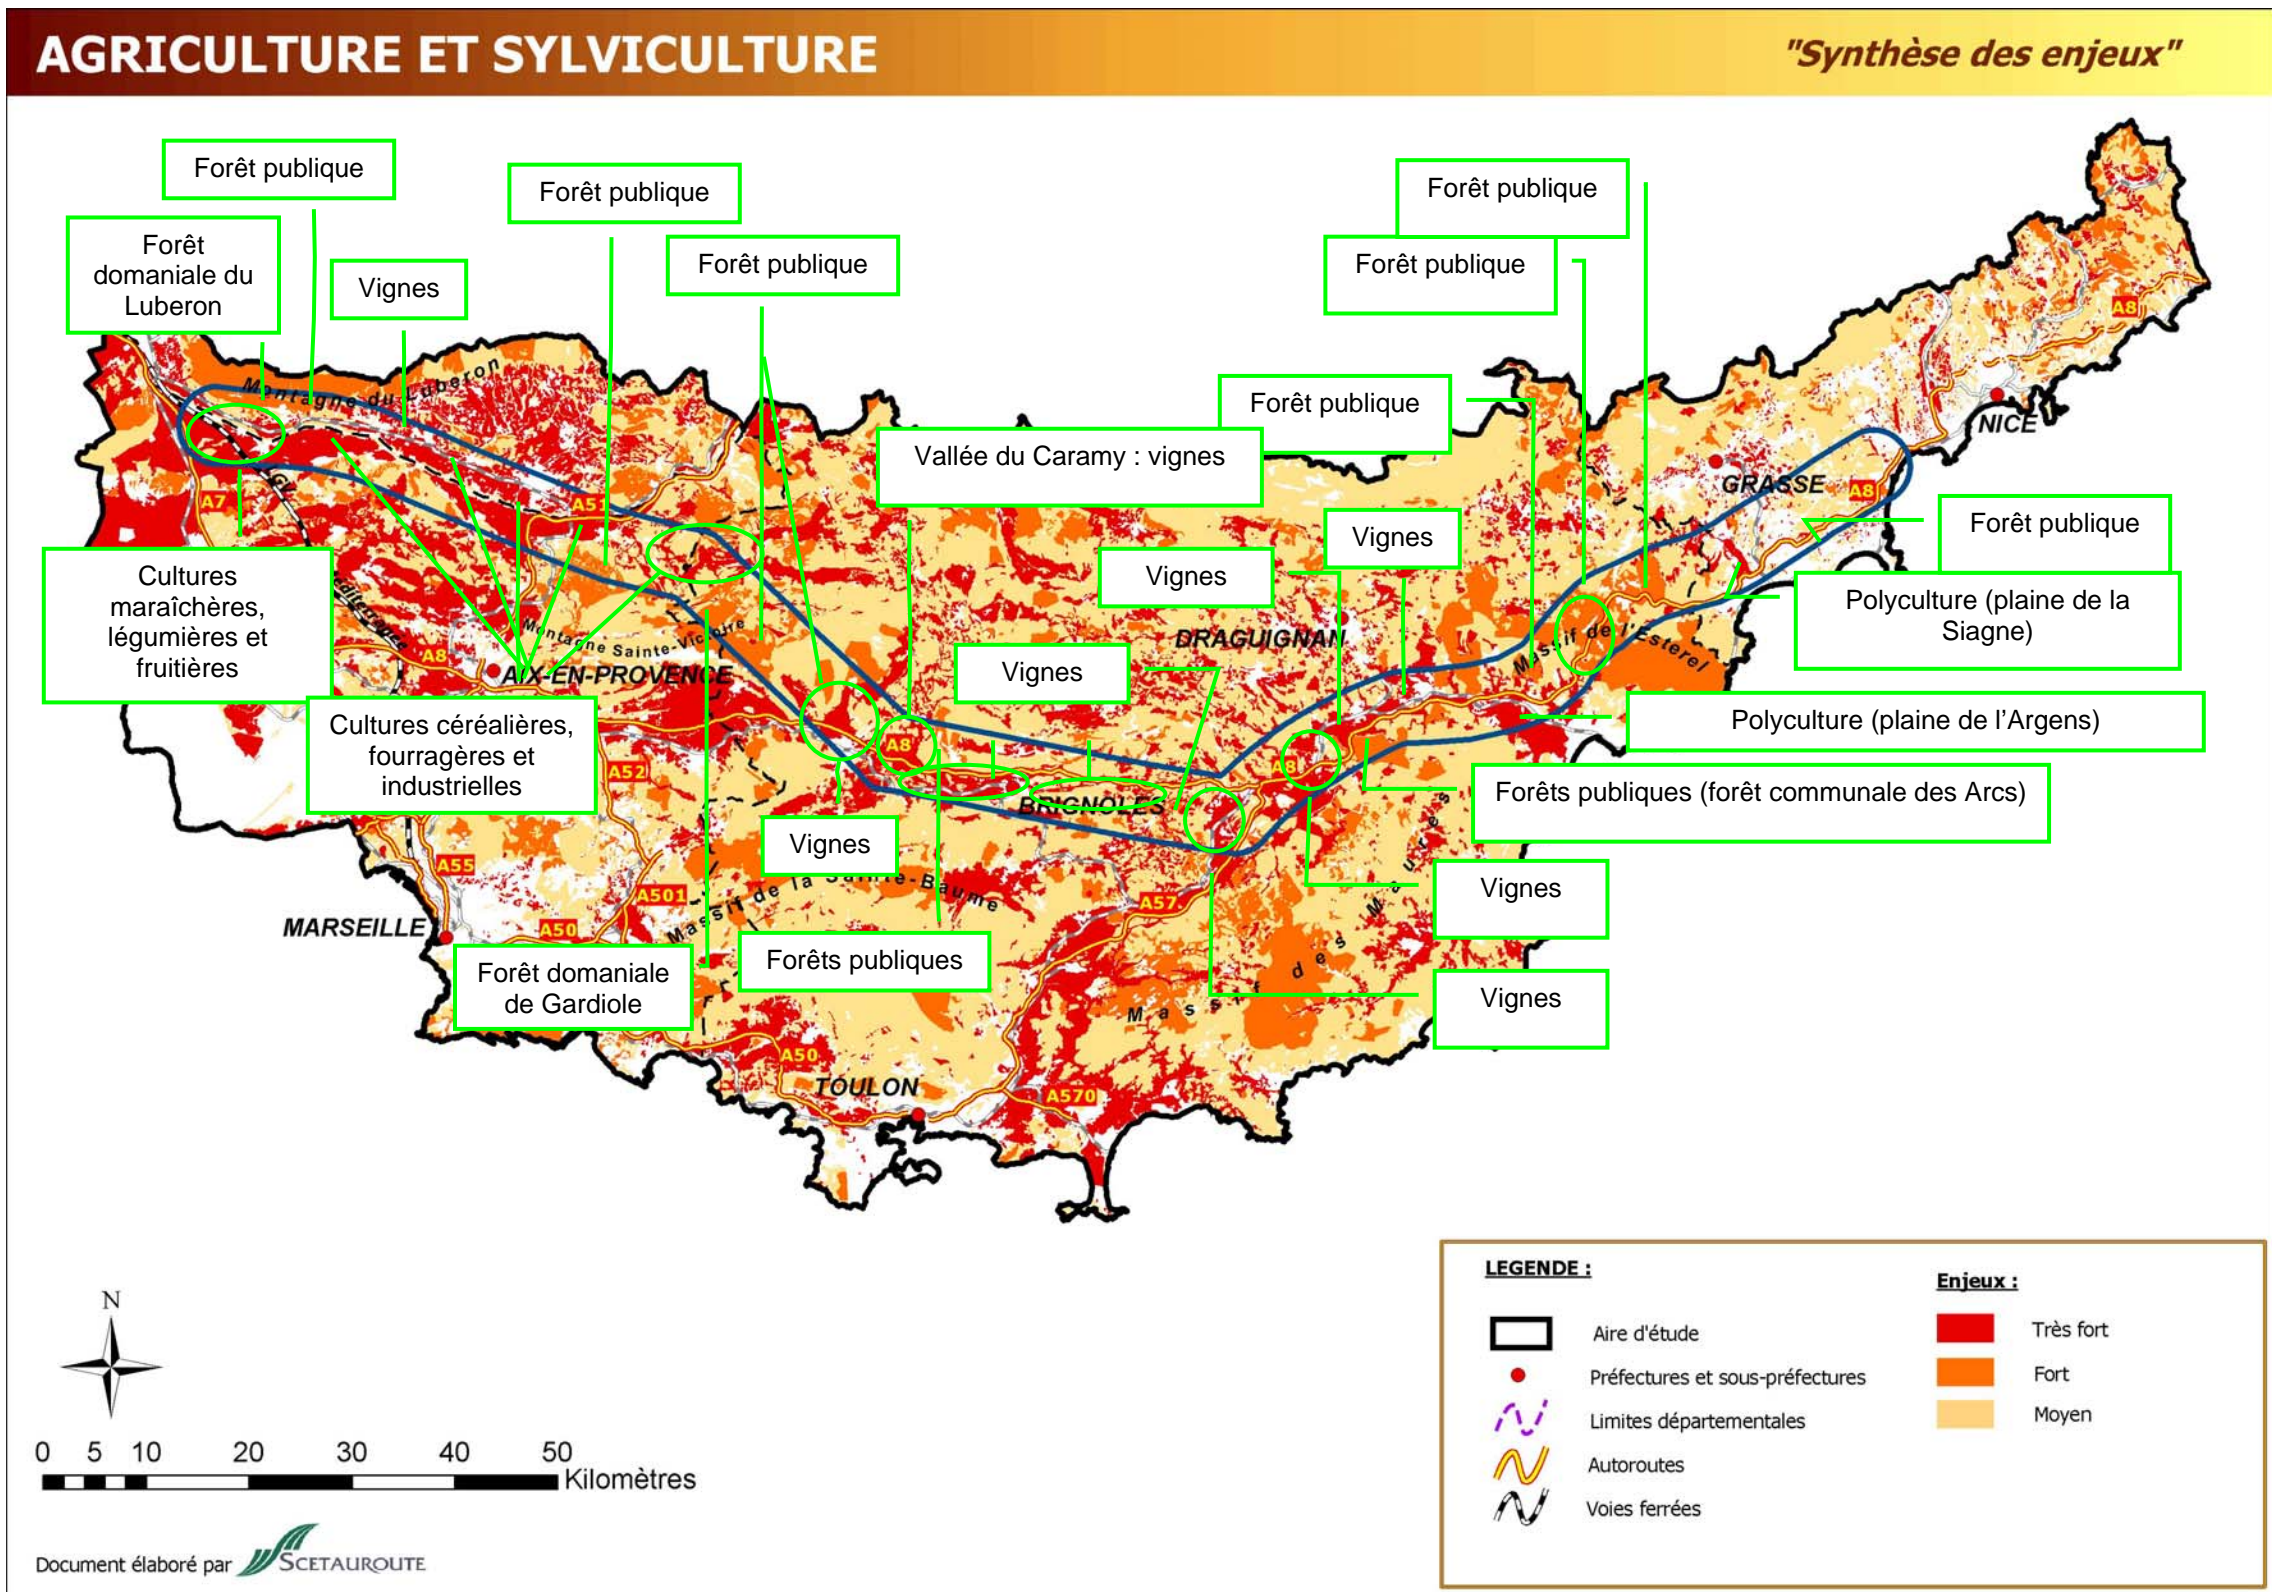 AGRICULTURE ET SYLVICULTURE
"Synthèse des enjeux"
Forêt publique
Forêt publique
Forêt publique
Forêt publique
Forêt publique
Forêt
domaniale du
Luberon
Vignes
Forêt publique
Vallée du Caramy : vignes
Montagne du Luberon
A8
NICE
GRASSE
A8
A7
A51
Forêt publique
Vignes
Vignes
Cultures
maraîchères,
légumières et
fruitières
Polyculture (plaine de la
Siagne)
Montagne Sainte-Victoire
A8
AIX-EN-PROVENCE
DRAGUIGNAN
Massif de l'Esterel
Vignes
Polyculture (plaine de l'Argens)
Cultures céréalières,
fourragères et
industrielles
A8
A8
A52
BRIGNOLES
Forêts publiques (forêt communale des Arcs)
Vignes
A55
A501
Massif de la Sainte-Baume
A57
Vignes
MARSEILLE
A50
Forêt domaniale
de Gardiole
Forêts publiques
Massif des Maures
Vignes
A50
TOULON
A570
N
0 5 10 20 30 40 50
Kilomètres
Document élaboré par SCETAUROUTE
LEGENDE :
Aire d'étude
Préfectures et sous-préfectures
Limites départementales
Autoroutes
Voies ferrées
Enjeux :
Très fort
Fort
Moyen